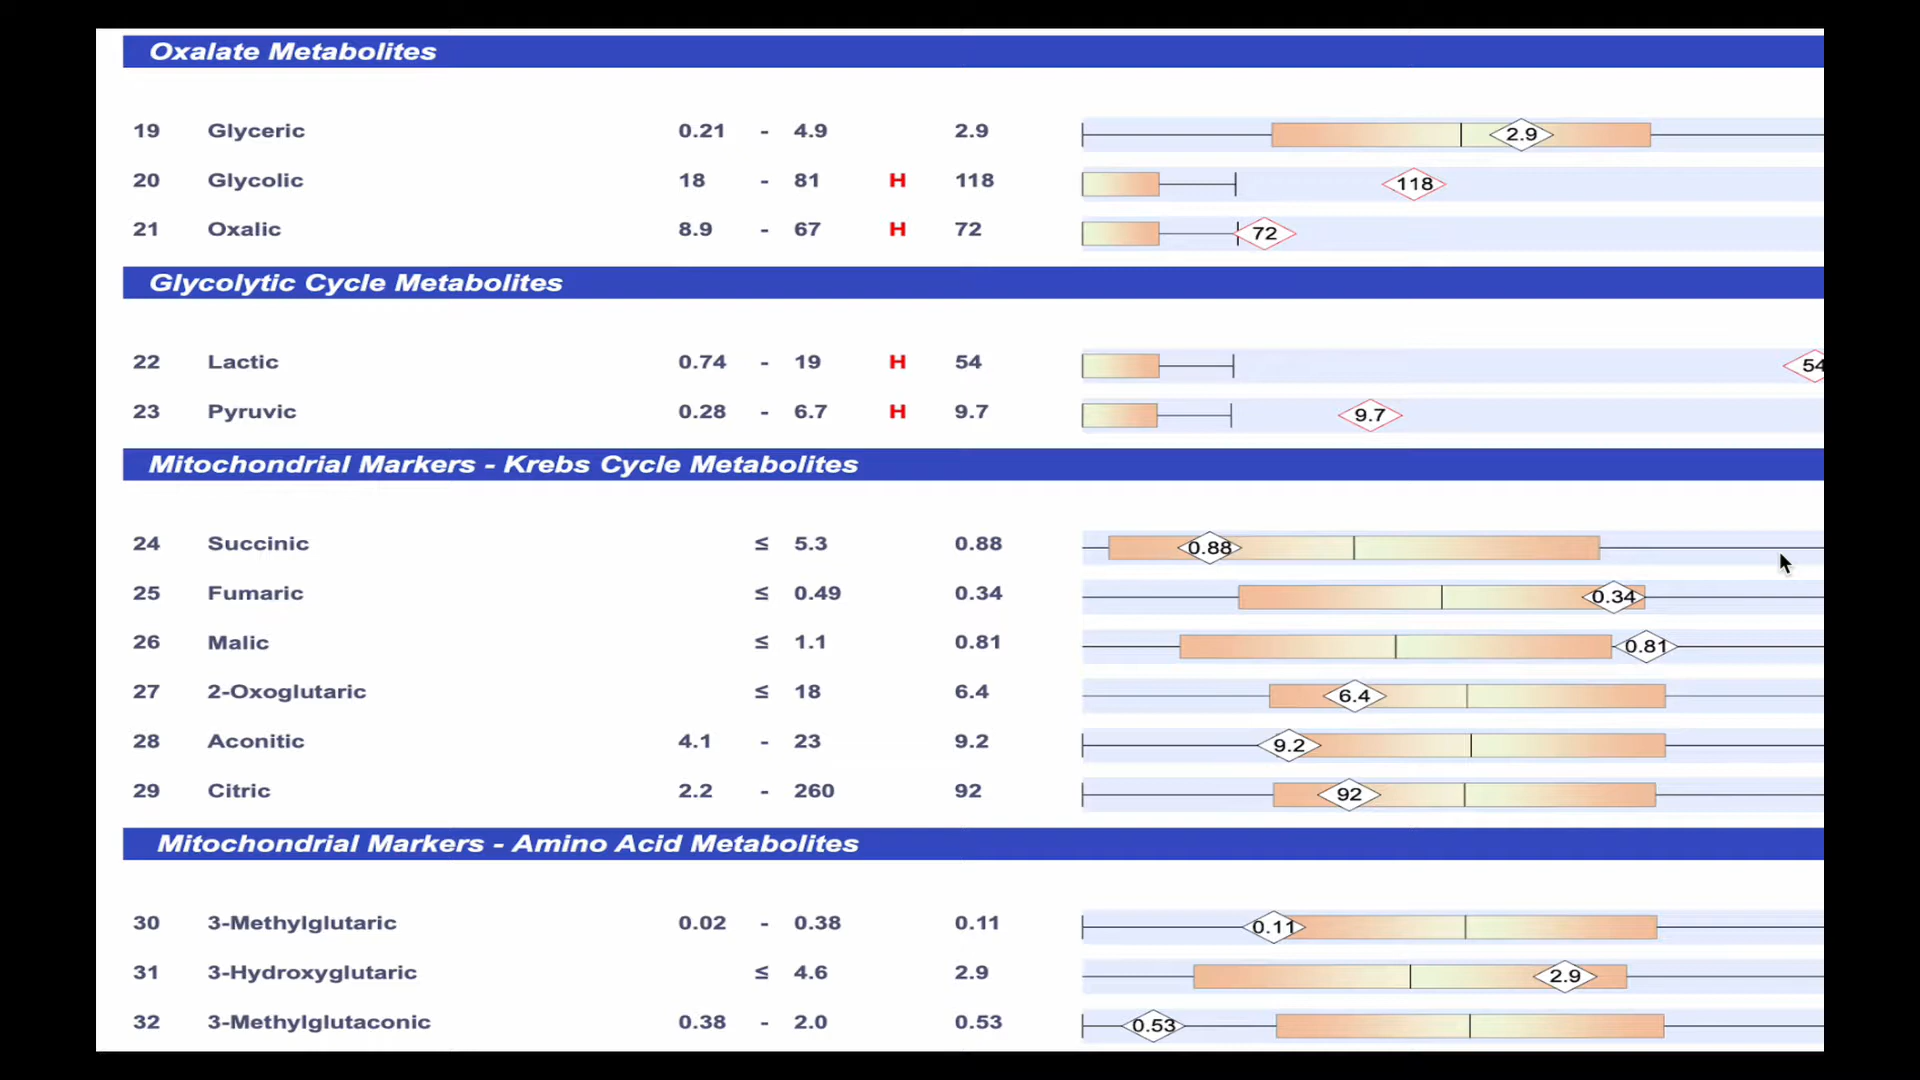 Oxalate Metabolites
19 Glyceric 0.21 - 4.9 2.9 2.9
20 Glycolic 18 - 81 H 118 118
21 Oxalic 8.9 - 67 H 72 72
Glycolytic Cycle Metabolites
22 Lactic 0.74 - 19 H 54 54
23 Pyruvic 0.28 - 6.7 H 9.7 9.7
Mitochondrial Markers - Krebs Cycle Metabolites
24 Succinic ≤ 5.3 0.88 0.88
25 Fumaric ≤ 0.49 0.34 0.34
26 Malic ≤ 1.1 0.81 0.81
27 2-Oxoglutaric ≤ 18 6.4 6.4
28 Aconitic 4.1 - 23 9.2 9.2
29 Citric 2.2 - 260 92 92
Mitochondrial Markers - Amino Acid Metabolites
30 3-Methylglutaric 0.02 - 0.38 0.11 0.11
31 3-Hydroxyglutaric ≤ 4.6 2.9 2.9
32 3-Methylglutaconic 0.38 - 2.0 0.53 0.53